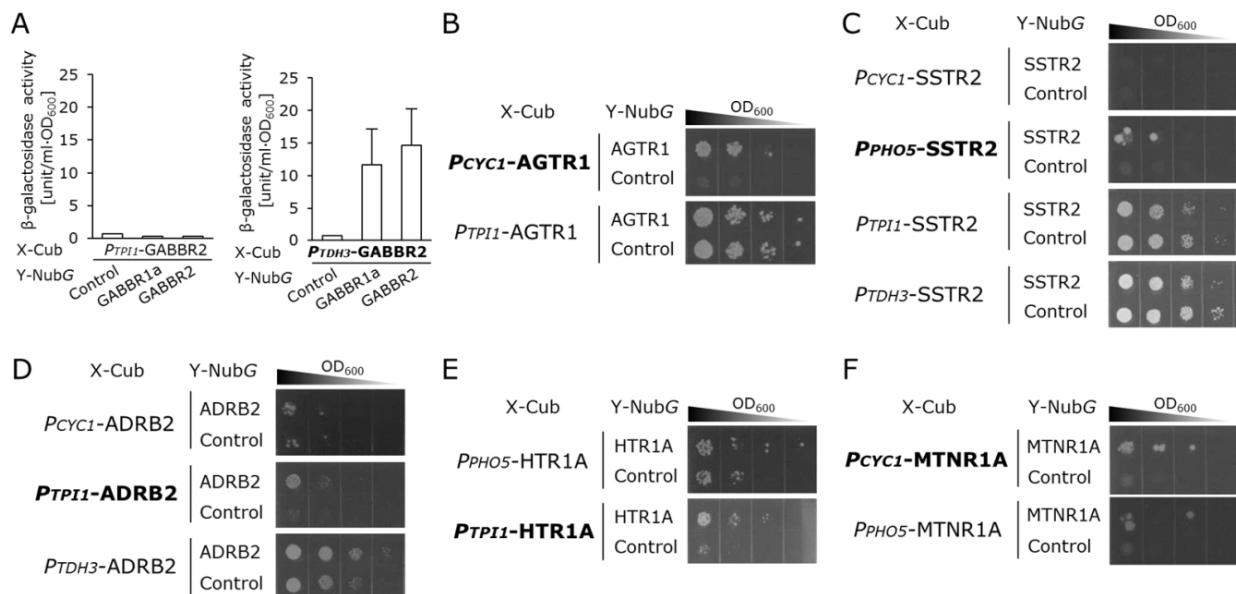 A
β-galactosidase activity
[unit/ml·OD600]
25
20
15
10
5
0
X-Cub
PTPI1-GABBR2
Y-NubG
Control
GABBR1a
GABBR2
β-galactosidase activity
[unit/ml·OD600]
25
20
15
10
5
0
X-Cub
PTDH3-GABBR2
Y-NubG
Control
GABBR1a
GABBR2
B
X-Cub Y-NubG OD600
PCYC1-AGTR1
AGTR1
Control
PTPI1-AGTR1
AGTR1
Control
C
X-Cub Y-NubG OD600
PCYC1-SSTR2
SSTR2
Control
PPHO5-SSTR2
SSTR2
Control
PTPI1-SSTR2
SSTR2
Control
PTDH3-SSTR2
SSTR2
Control
D
X-Cub Y-NubG OD600
PCYC1-ADRB2
ADRB2
Control
PTPI1-ADRB2
ADRB2
Control
PTDH3-ADRB2
ADRB2
Control
E
X-Cub Y-NubG OD600
PPHO5-HTR1A
HTR1A
Control
PTPI1-HTR1A
HTR1A
Control
F
X-Cub Y-NubG OD600
PCYC1-MTNR1A
MTNR1A
Control
PPHO5-MTNR1A
MTNR1A
Control